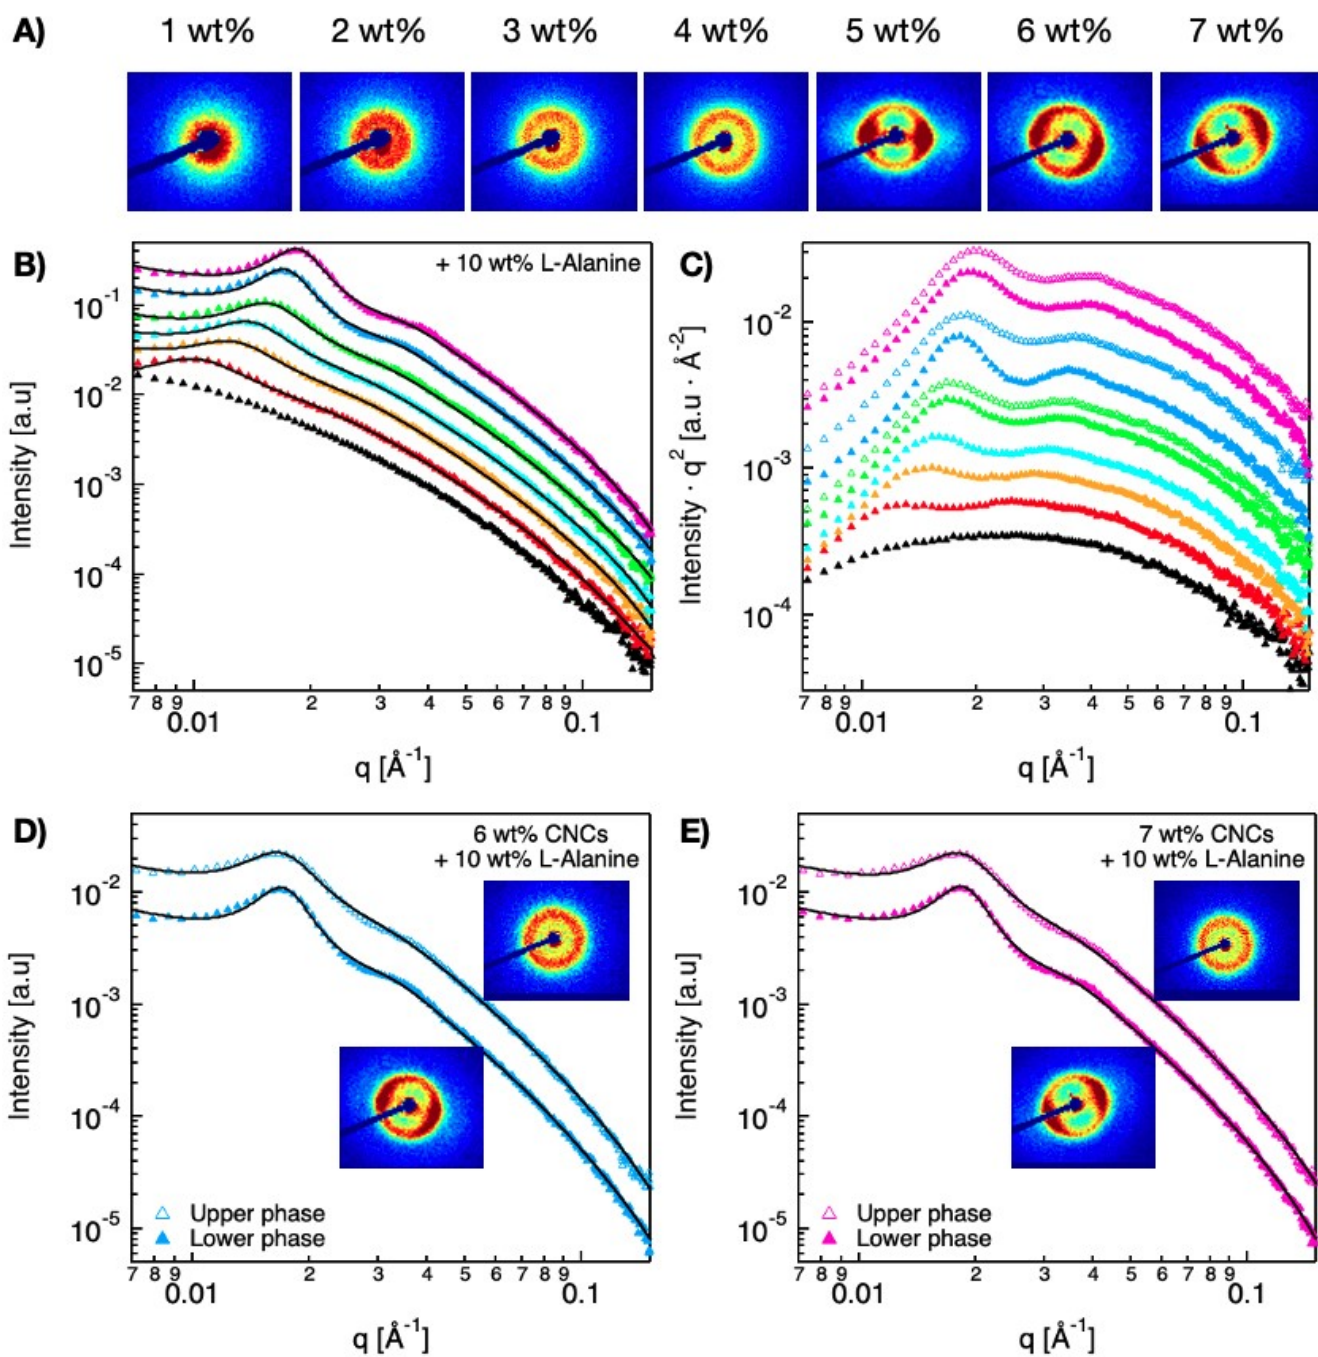 A) 1 wt% 2 wt% 3 wt% 4 wt% 5 wt% 6 wt% 7 wt%
B)
+ 10 wt% L-Alanine
Intensity [a.u]
10⁻¹
10⁻²
10⁻³
10⁻⁴
10⁻⁵
7 8 9 2 3 4 5 6 7 8 9
0.01 0.1
q [Å⁻¹]
C)
Intensity · q² [a.u · Å⁻²]
10⁻²
10⁻³
10⁻⁴
7 8 9 2 3 4 5 6 7 8 9
0.01 0.1
q [Å⁻¹]
D)
6 wt% CNCs
+ 10 wt% L-Alanine
Intensity [a.u]
10⁻²
10⁻³
10⁻⁴
10⁻⁵
Upper phase
Lower phase
7 8 9 2 3 4 5 6 7 8 9
0.01 0.1
q [Å⁻¹]
E)
7 wt% CNCs
+ 10 wt% L-Alanine
Intensity [a.u]
10⁻²
10⁻³
10⁻⁴
10⁻⁵
Upper phase
Lower phase
7 8 9 2 3 4 5 6 7 8 9
0.01 0.1
q [Å⁻¹]